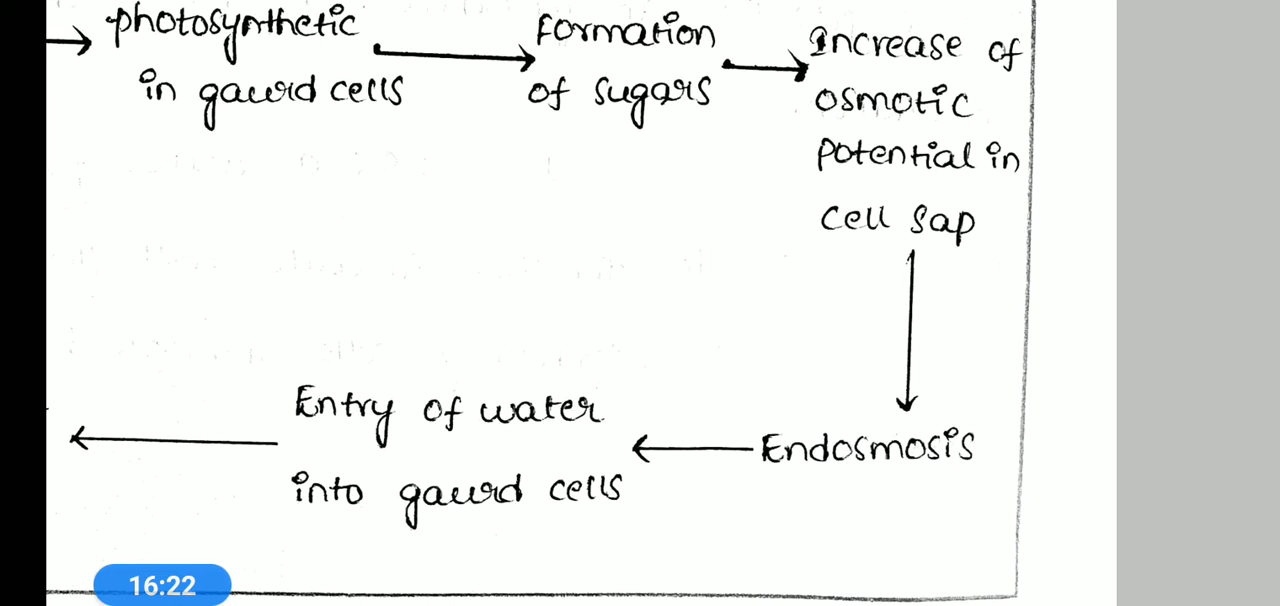 photosynthetic
in gaurd cells
Formation
of sugars
Increase of
osmotic
potential in
cell sap
Endosmosis
Entry of water
into gaurd cells
16:22